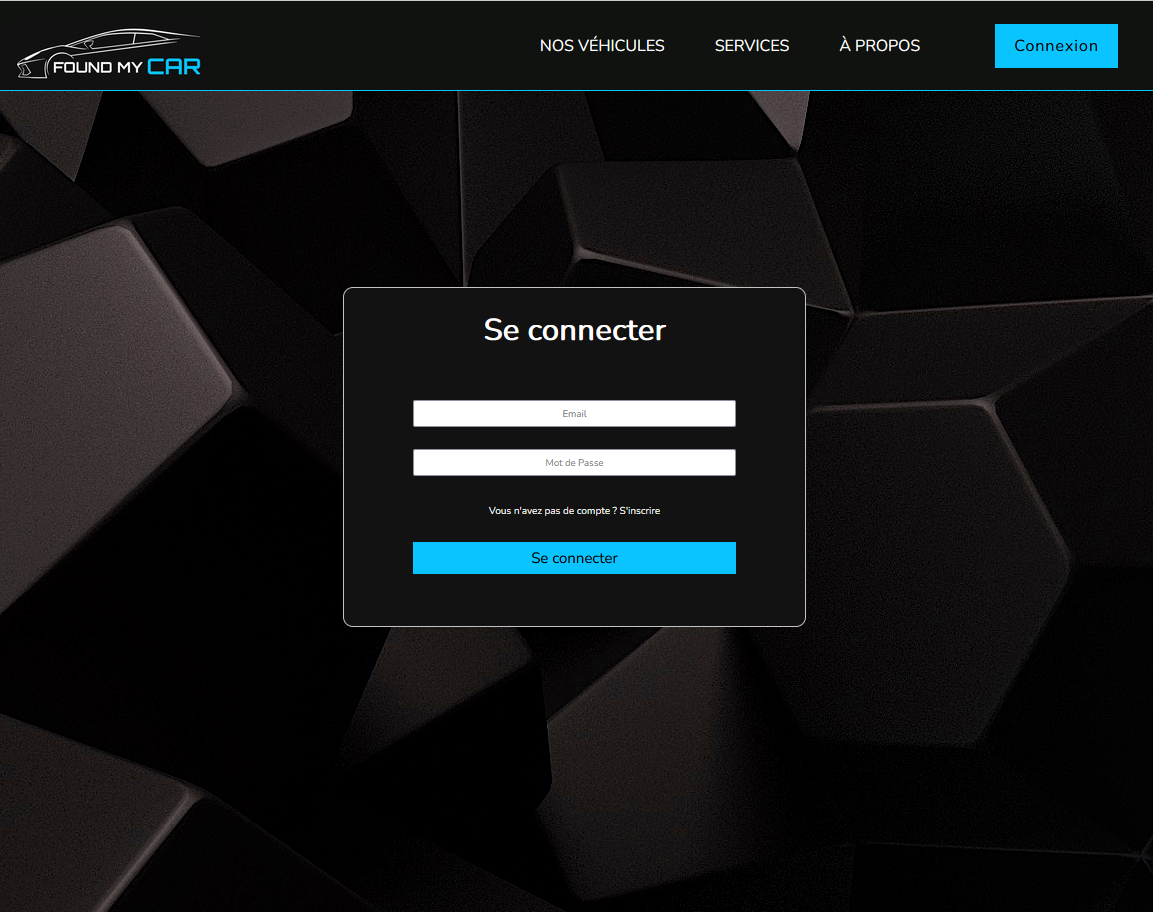 FOUND MY CAR
NOS VÉHICULES
SERVICES
À PROPOS
Connexion
Se connecter
Email
Mot de Passe
Vous n'avez pas de compte ? S'inscrire
Se connecter